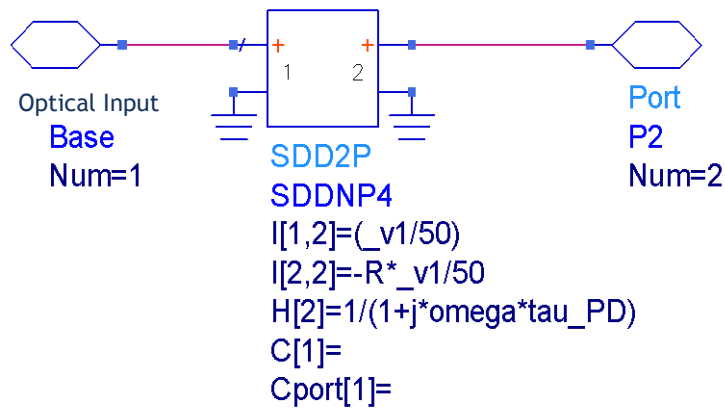 +
+
1
2
Optical Input
Base
Num=1
Port
P2
Num=2
SDD2P
SDDNP4
I[1,2]=(_v1/50)
I[2,2]=-R*_v1/50
H[2]=1/(1+j*omega*tau_PD)
C[1]=
Cport[1]=